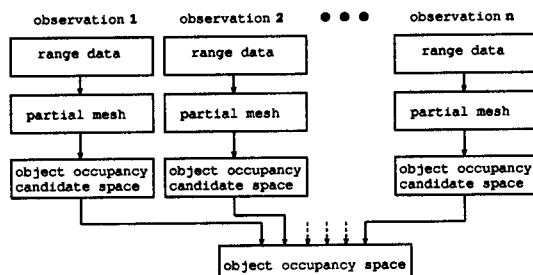 observation 1 observation 2 observation n
range data range data range data
partial mesh partial mesh partial mesh
object occupancy object occupancy object occupancy
candidate space candidate space candidate space
object occupancy space